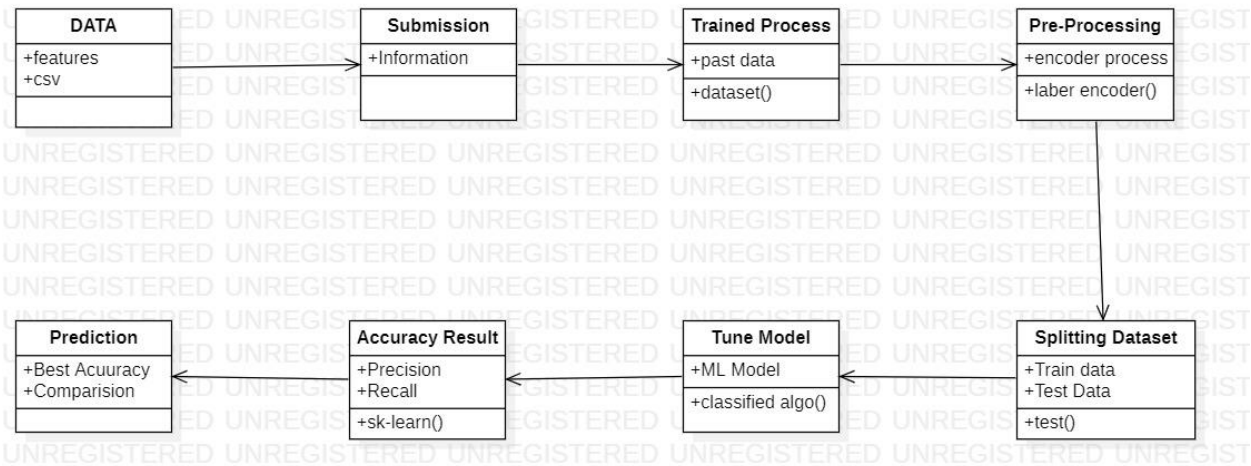 DATA
+features
+csv
Submission
+Information
Trained Process
+past data
+dataset()
Pre-Processing
+encoder process
+laber encoder()
Prediction
+Best Acuuracy
+Comparision
Accuracy Result
+Precision
+Recall
+sk-learn()
Tune Model
+ML Model
+classified algo()
Splitting Dataset
+Train data
+Test Data
+test()
UNREGISTERED